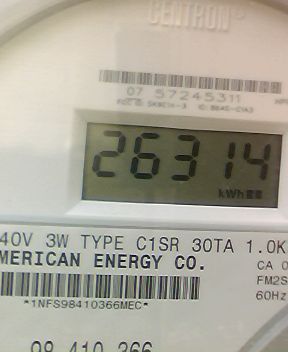 CENTRON®
07 57245311
26314
kWh
40V 3W TYPE C1SR 30TA 1.0K
MERICAN ENERGY CO.
CA 0
FM2S
60Hz
*1NFS98410366MEC*
98 410 366